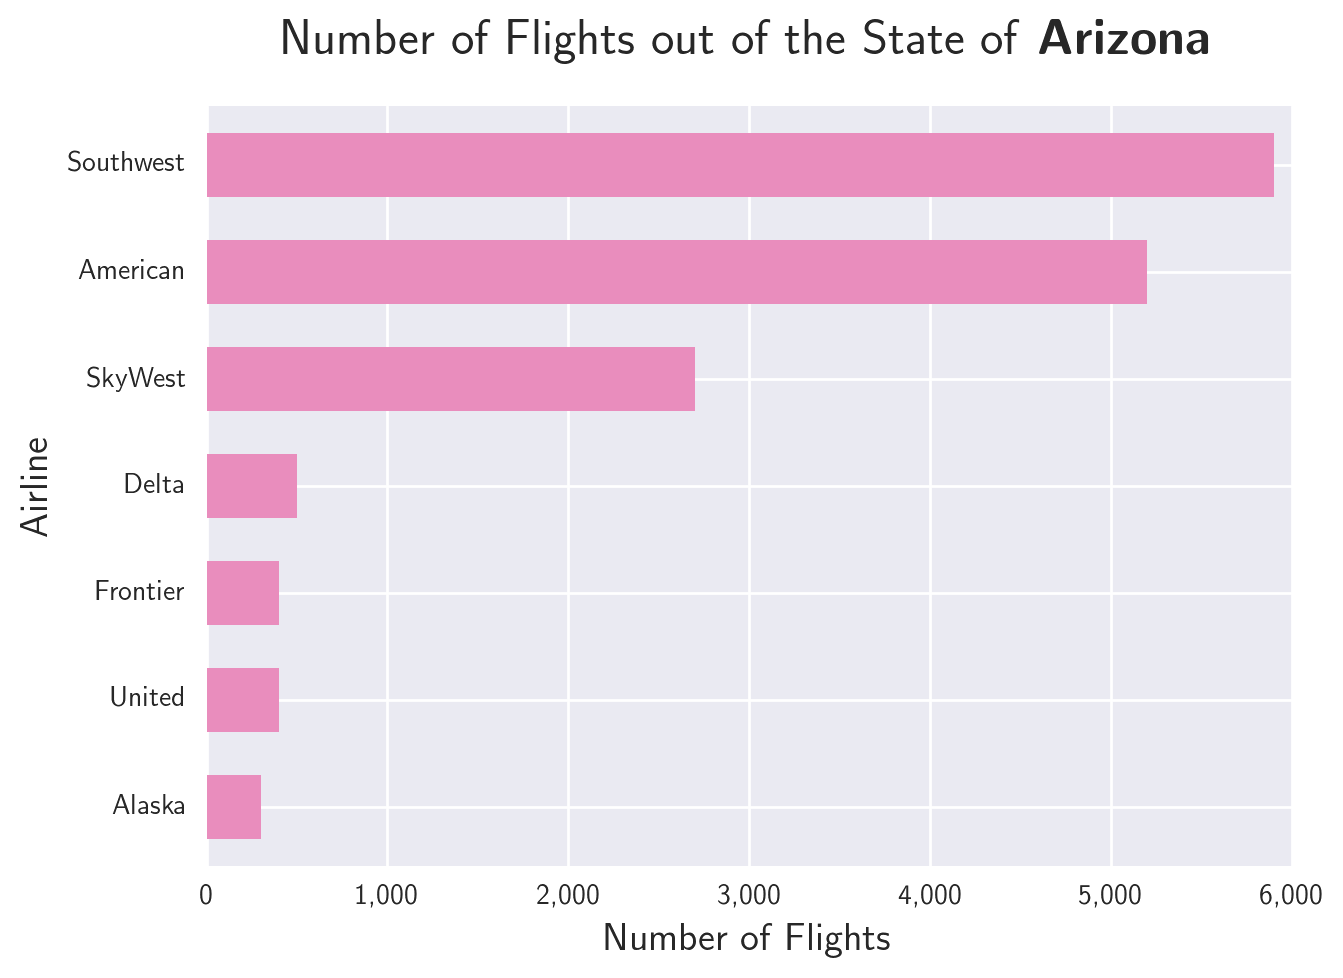 Number of Flights out of the State of Arizona
Southwest
American
SkyWest
Delta
Frontier
United
Alaska
Airline
0 1,000 2,000 3,000 4,000 5,000 6,000
Number of Flights